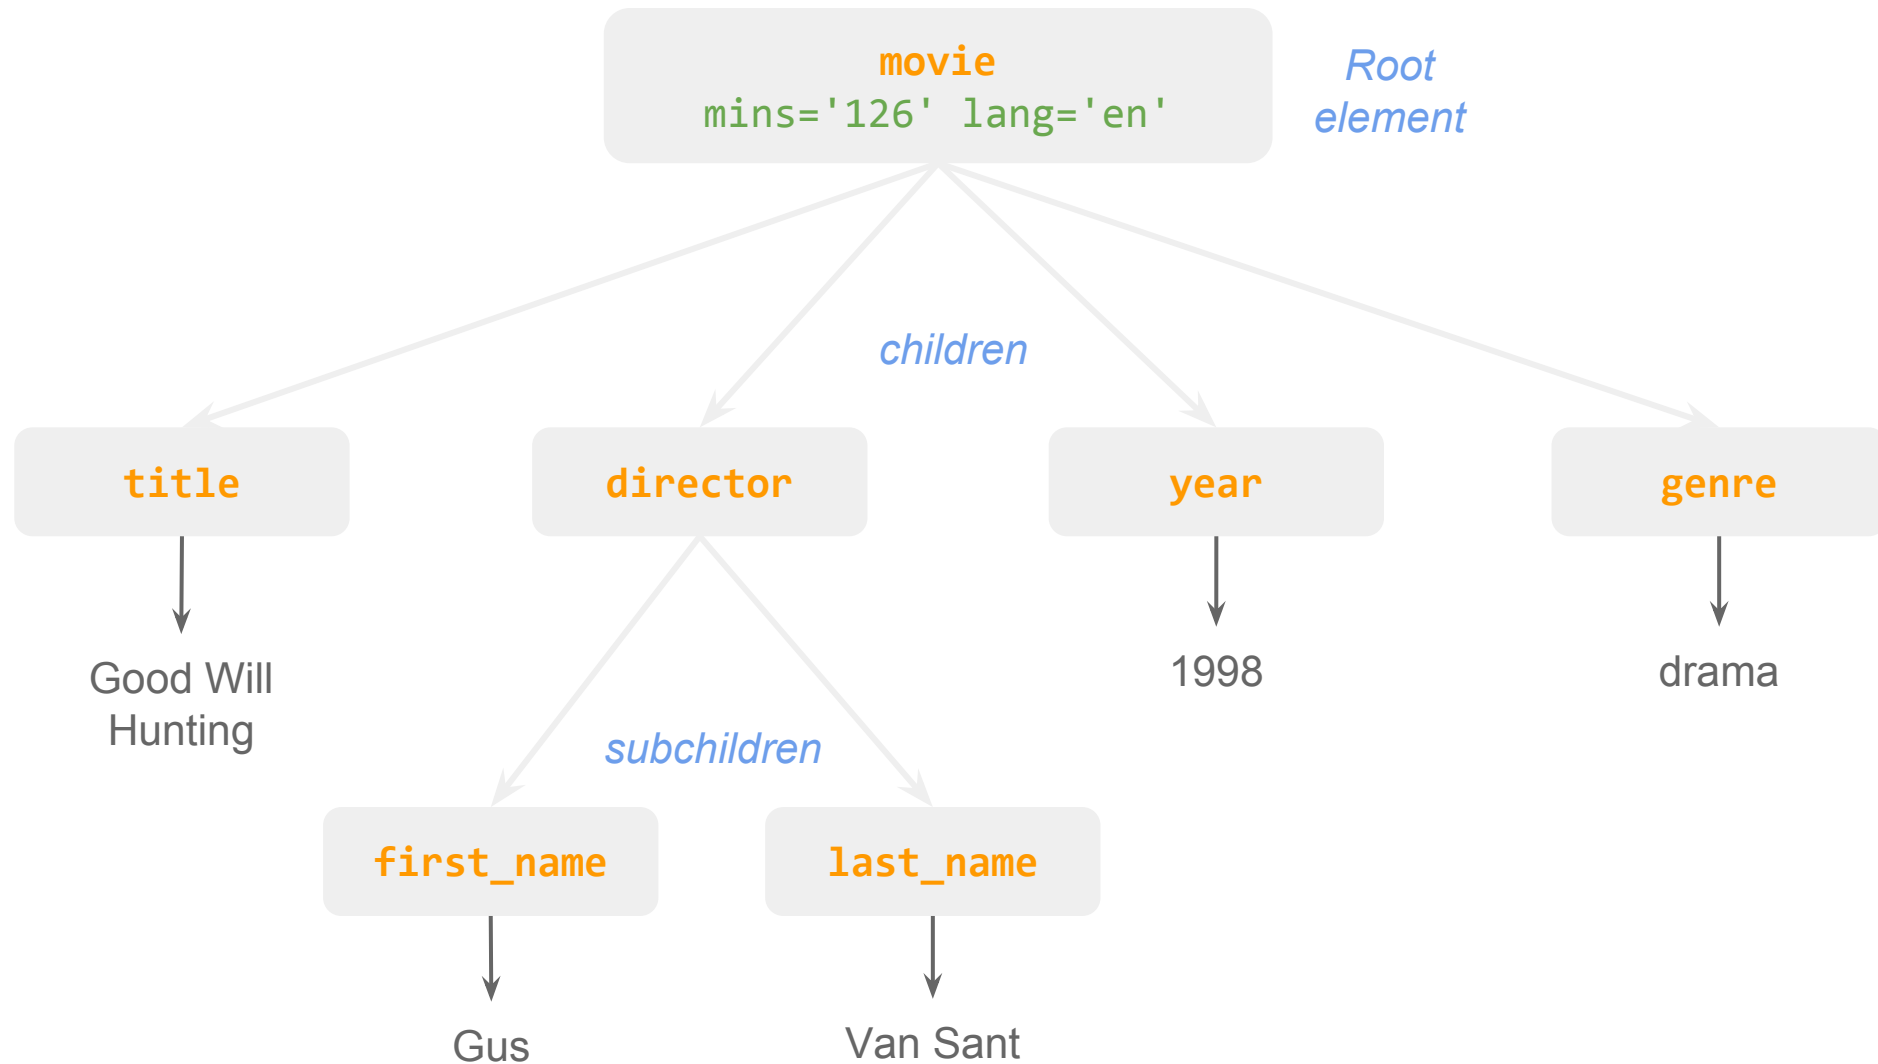 movie
mins='126' lang='en'
Root
element
children
title
director
year
genre
Good Will
Hunting
1998
drama
subchildren
first_name
last_name
Gus
Van Sant